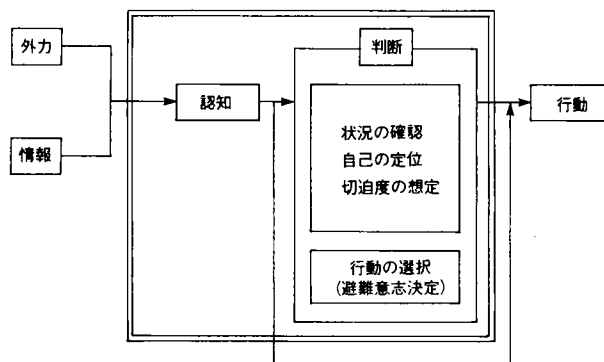 外力
情報
認知
判断
状況の確認
自己の定位
切迫度の想定
行動の選択
(避難意志決定)
行動